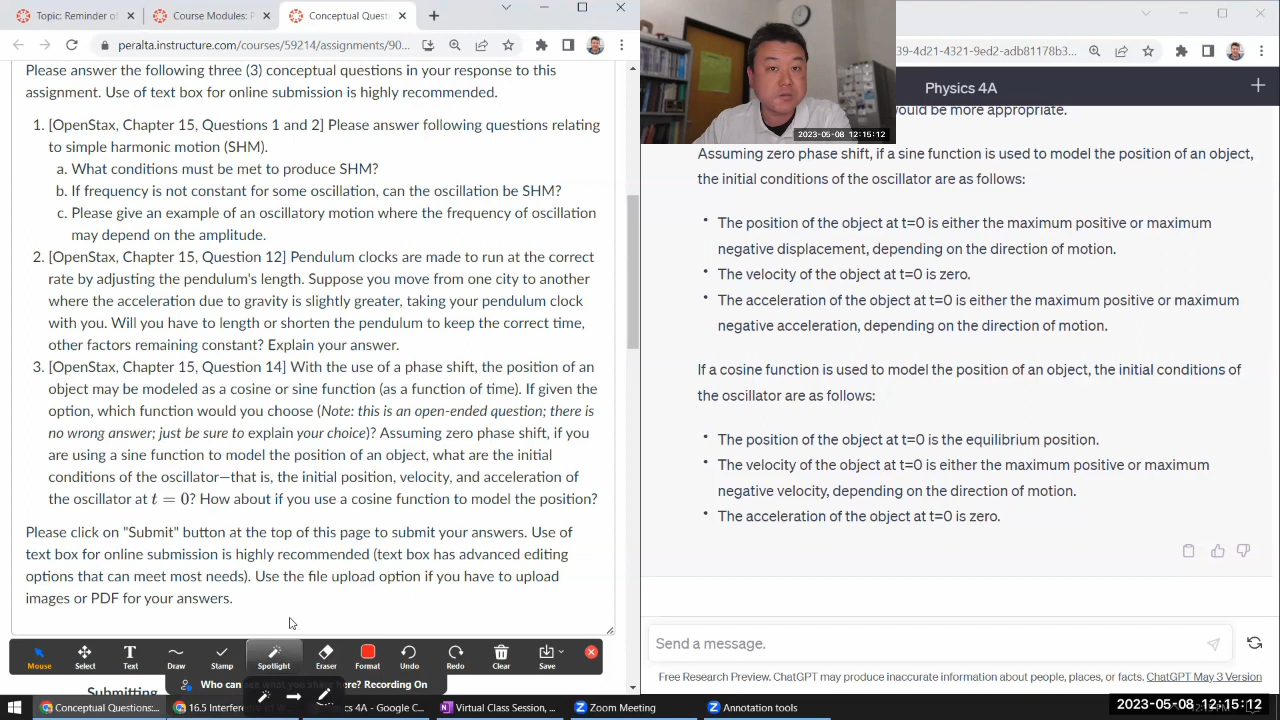 Topic: Reminder of
Course Modules: P
Conceptual Ques
peralta.instructure.com/courses/59214/assignments/90...
39-4d21-4321-9ed2-adb81178b3...
Please answer the following three (3) conceptual questions in your response to this
assignment. Use of text box for online submission is highly recommended.
1. [OpenStax, Chapter 15, Questions 1 and 2] Please answer following questions relating
to simple harmonic motion (SHM).
a. What conditions must be met to produce SHM?
b. If frequency is not constant for some oscillation, can the oscillation be SHM?
c. Please give an example of an oscillatory motion where the frequency of oscillation
may depend on the amplitude.
2. [OpenStax, Chapter 15, Question 12] Pendulum clocks are made to run at the correct
rate by adjusting the pendulum's length. Suppose you move from one city to another
where the acceleration due to gravity is slightly greater, taking your pendulum clock
with you. Will you have to length or shorten the pendulum to keep the correct time,
other factors remaining constant? Explain your answer.
3. [OpenStax, Chapter 15, Question 14] With the use of a phase shift, the position of an
object may be modeled as a cosine or sine function (as a function of time). If given the
option, which function would you choose (Note: this is an open-ended question; there is
no wrong answer; just be sure to explain your choice)? Assuming zero phase shift, if you
are using a sine function to model the position of an object, what are the initial
conditions of the oscillator—that is, the initial position, velocity, and acceleration of
the oscillator at t = 0? How about if you use a cosine function to model the position?
Please click on "Submit" button at the top of this page to submit your answers. Use of
text box for online submission is highly recommended (text box has advanced editing
options that can meet most needs). Use the file upload option if you have to upload
images or PDF for your answers.
Mouse Select Text Draw Stamp Spotlight Eraser Format Undo Redo Clear Save
Who can see what you share here? Recording On
Submitting
2023-05-08 12:15:12
Physics 4A
would be more appropriate.
Assuming zero phase shift, if a sine function is used to model the position of an object,
the initial conditions of the oscillator are as follows:
• The position of the object at t=0 is either the maximum positive or maximum
negative displacement, depending on the direction of motion.
• The velocity of the object at t=0 is zero.
• The acceleration of the object at t=0 is either the maximum positive or maximum
negative acceleration, depending on the direction of motion.
If a cosine function is used to model the position of an object, the initial conditions of
the oscillator are as follows:
• The position of the object at t=0 is the equilibrium position.
• The velocity of the object at t=0 is either the maximum positive or maximum
negative velocity, depending on the direction of motion.
• The acceleration of the object at t=0 is zero.
Send a message.
Free Research Preview. ChatGPT may produce inaccurate information about people, places, or facts. ChatGPT May 3 Version
Conceptual Questions:...
16.5 Interference of W
s 4A - Google C...
Virtual Class Session, ...
Zoom Meeting
Annotation tools
2023-05-08 12:15:12